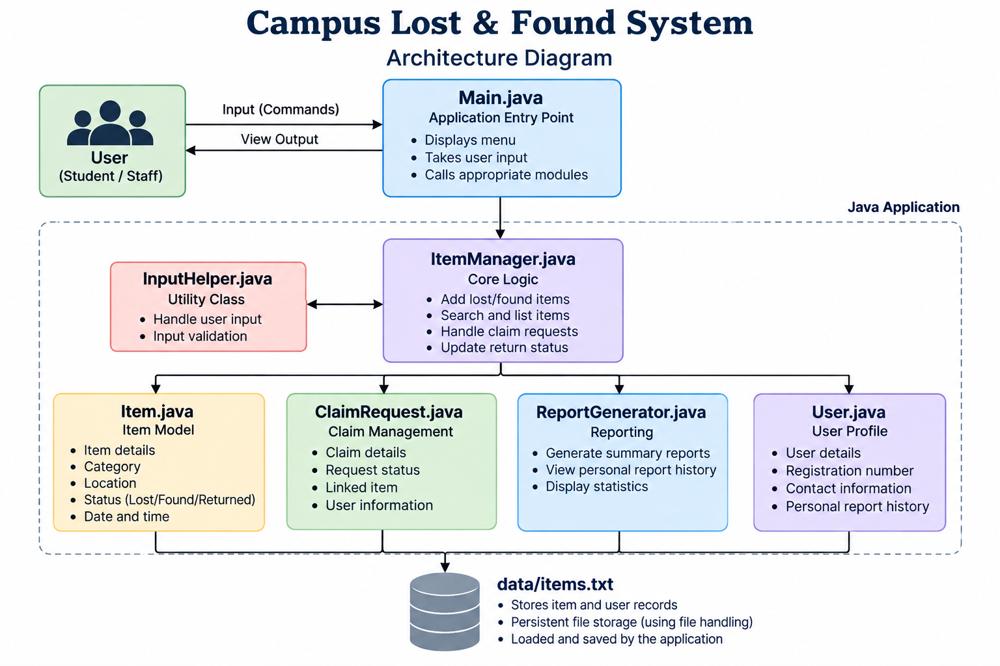 Campus Lost & Found System
Architecture Diagram
User
(Student / Staff)
Input (Commands)
View Output
Main.java
Application Entry Point
• Displays menu
• Takes user input
• Calls appropriate modules
Java Application
InputHelper.java
Utility Class
• Handle user input
• Input validation
ItemManager.java
Core Logic
• Add lost/found items
• Search and list items
• Handle claim requests
• Update return status
Item.java
Item Model
• Item details
• Category
• Location
• Status (Lost/Found/Returned)
• Date and time
ClaimRequest.java
Claim Management
• Claim details
• Request status
• Linked item
• User information
ReportGenerator.java
Reporting
• Generate summary reports
• View personal report history
• Display statistics
User.java
User Profile
• User details
• Registration number
• Contact information
• Personal report history
data/items.txt
• Stores item and user records
• Persistent file storage (using file handling)
• Loaded and saved by the application